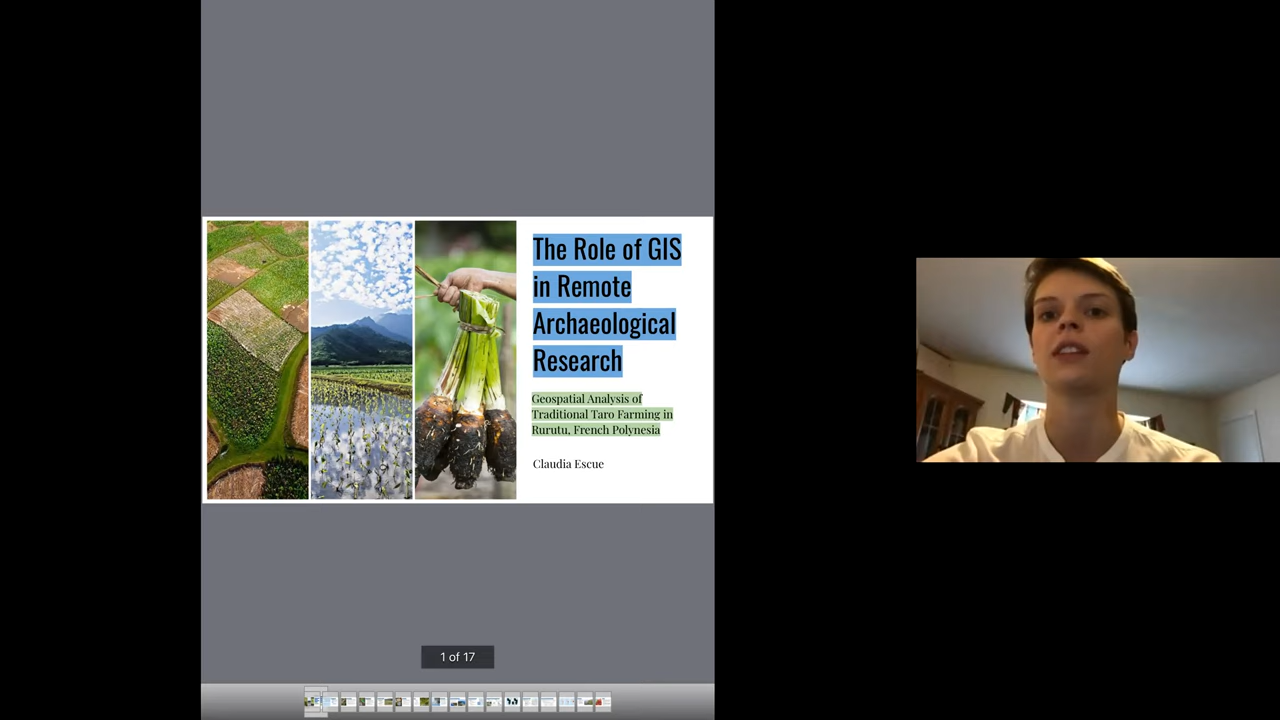 The Role of GIS
in Remote
Archaeological
Research
Geospatial Analysis of
Traditional Taro Farming in
Rurutu, French Polynesia
Claudia Escue
1 of 17